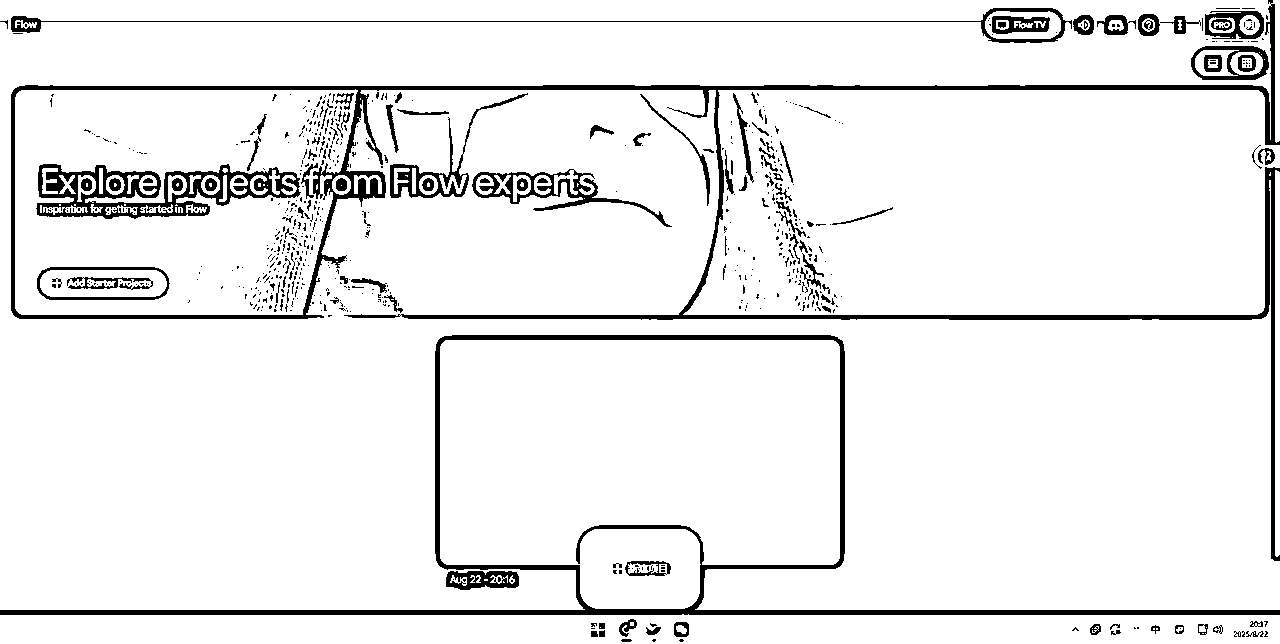 Flow
Flow TV
PRO
Explore projects from Flow experts
Inspiration for getting started in Flow
Add Starter Projects
新建项目
Aug 22 - 20:16
中
20:17
2025/8/22